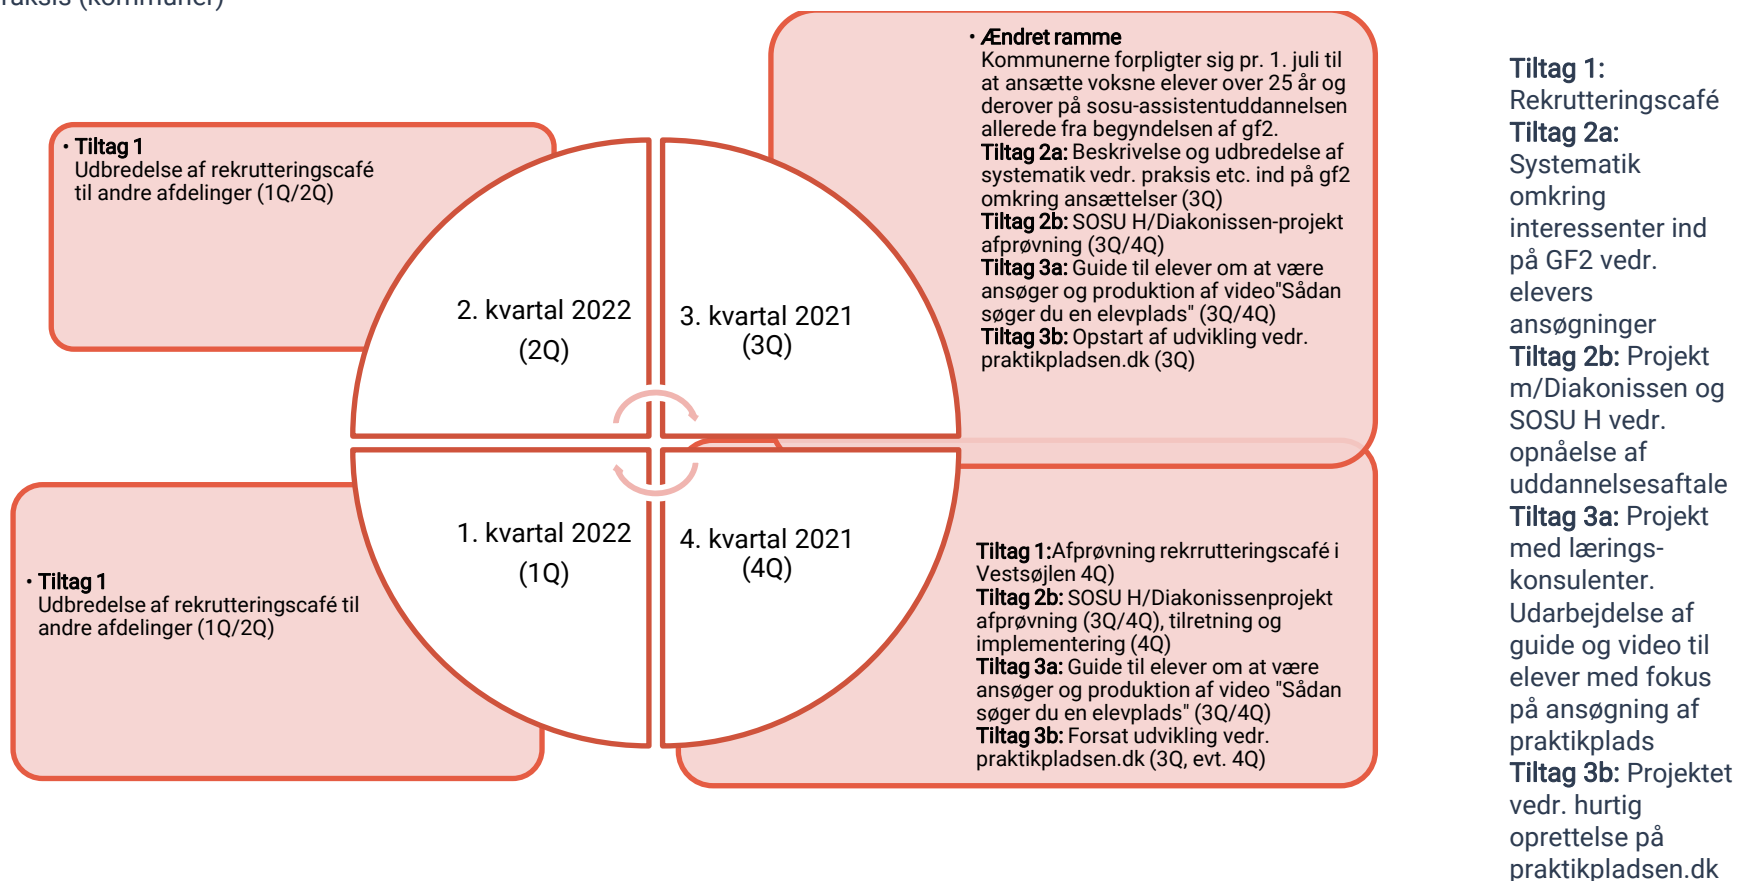 raksis (kommuner)
· Tiltag 1
Udbredelse af rekrutteringscafé
til andre afdelinger (1Q/2Q)
· Ændret ramme
Kommunerne forpligter sig pr. 1. juli til
at ansætte voksne elever over 25 år og
derover på sosu-assistentuddannelsen
allerede fra begyndelsen af gf2.
Tiltag 2a: Beskrivelse og udbredelse af
systematik vedr. praksis etc. ind på gf2
omkring ansættelser (3Q)
Tiltag 2b: SOSU H/Diakonissen-projekt
afprøvning (3Q/4Q)
Tiltag 3a: Guide til elever om at være
ansøger og produktion af video"Sådan
søger du en elevplads" (3Q/4Q)
Tiltag 3b: Opstart af udvikling vedr.
praktikpladsen.dk (3Q)
2. kvartal 2022
(2Q)
3. kvartal 2021
(3Q)
1. kvartal 2022
(1Q)
4. kvartal 2021
(4Q)
· Tiltag 1
Udbredelse af rekrutteringscafé til
andre afdelinger (1Q/2Q)
Tiltag 1:Afprøvning rekrrutteringscafé i
Vestsøjlen 4Q)
Tiltag 2b: SOSU H/Diakonissenprojekt
afprøvning (3Q/4Q), tilretning og
implementering (4Q)
Tiltag 3a: Guide til elever om at være
ansøger og produktion af video "Sådan
søger du en elevplads" (3Q/4Q)
Tiltag 3b: Forsat udvikling vedr.
praktikpladsen.dk (3Q, evt. 4Q)
Tiltag 1:
Rekrutteringscafé
Tiltag 2a:
Systematik
omkring
interessenter ind
på GF2 vedr.
elevers
ansøgninger
Tiltag 2b: Projekt
m/Diakonissen og
SOSU H vedr.
opnåelse af
uddannelsesaftale
Tiltag 3a: Projekt
med lærings-
konsulenter.
Udarbejdelse af
guide og video til
elever med fokus
på ansøgning af
praktikplads
Tiltag 3b: Projektet
vedr. hurtig
oprettelse på
praktikpladsen.dk